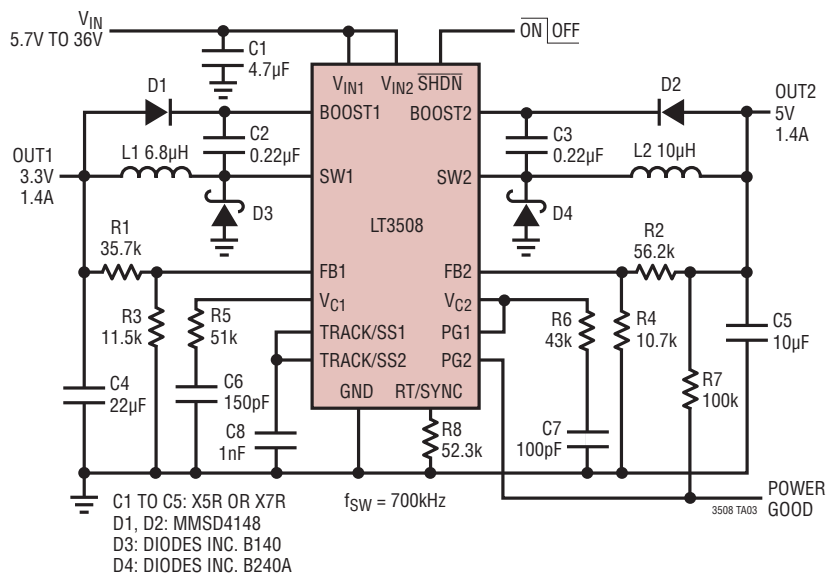 VIN
5.7V TO 36V
C1
4.7µF
ON OFF
VIN1
VIN2
SHDN
D1
BOOST1
BOOST2
D2
OUT2
5V
1.4A
C2
0.22µF
C3
0.22µF
OUT1
3.3V
1.4A
L1 6.8µH
SW1
SW2
L2 10µH
D3
LT3508
D4
R1
35.7k
FB1
FB2
R2
56.2k
R3
11.5k
R5
51k
VC1
VC2
TRACK/SS1
PG1
TRACK/SS2
PG2
R6
43k
R4
10.7k
C5
10µF
C4
22µF
C6
150pF
GND
RT/SYNC
R7
100k
C8
1nF
R8
52.3k
C7
100pF
C1 TO C5: X5R OR X7R
D1, D2: MMSD4148
D3: DIODES INC. B140
D4: DIODES INC. B240A
fSW = 700kHz
3508 TA03
POWER
GOOD